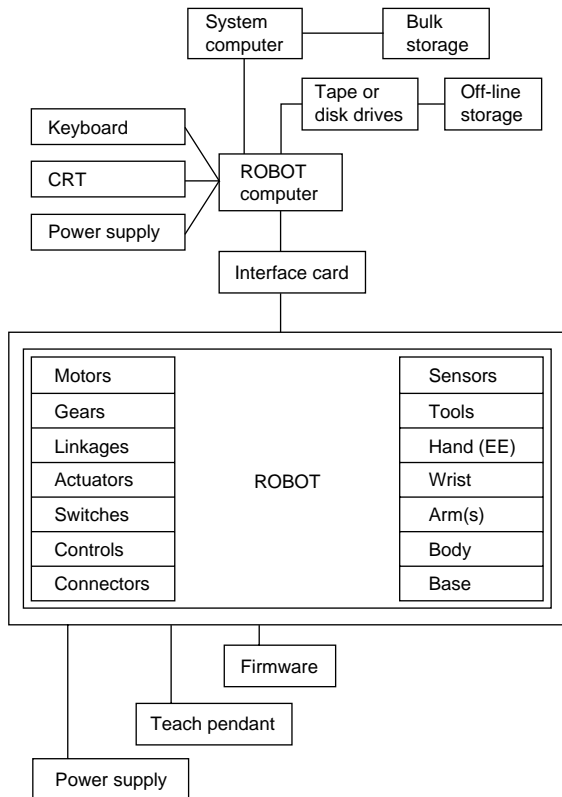 System
computer
Bulk
storage
Tape or
disk drives
Off-line
storage
Keyboard
CRT
Power supply
ROBOT
computer
Interface card
Motors
Gears
Linkages
Actuators
Switches
Controls
Connectors
ROBOT
Sensors
Tools
Hand (EE)
Wrist
Arm(s)
Body
Base
Firmware
Teach pendant
Power supply